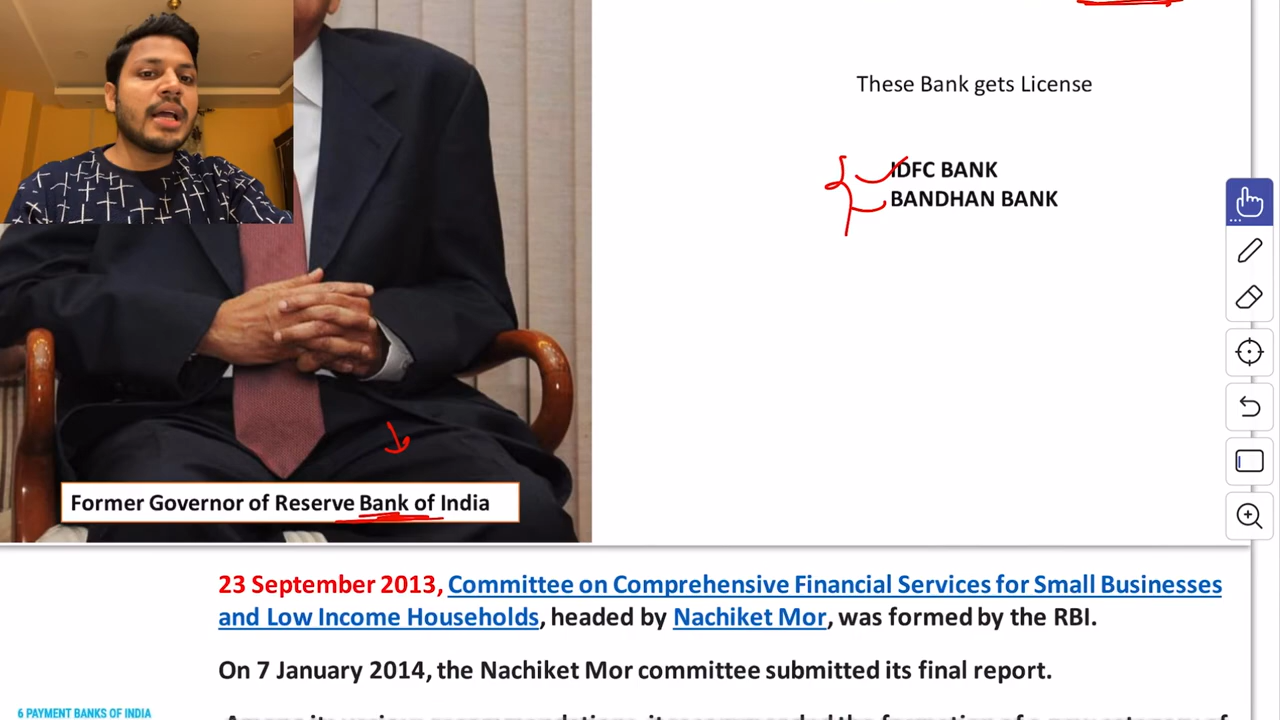 These Bank gets License
IDFC BANK
BANDHAN BANK
Former Governor of Reserve Bank of India
23 September 2013, Committee on Comprehensive Financial Services for Small Businesses
and Low Income Households, headed by Nachiket Mor, was formed by the RBI.
On 7 January 2014, the Nachiket Mor committee submitted its final report.
6 PAYMENT BANKS OF INDIA